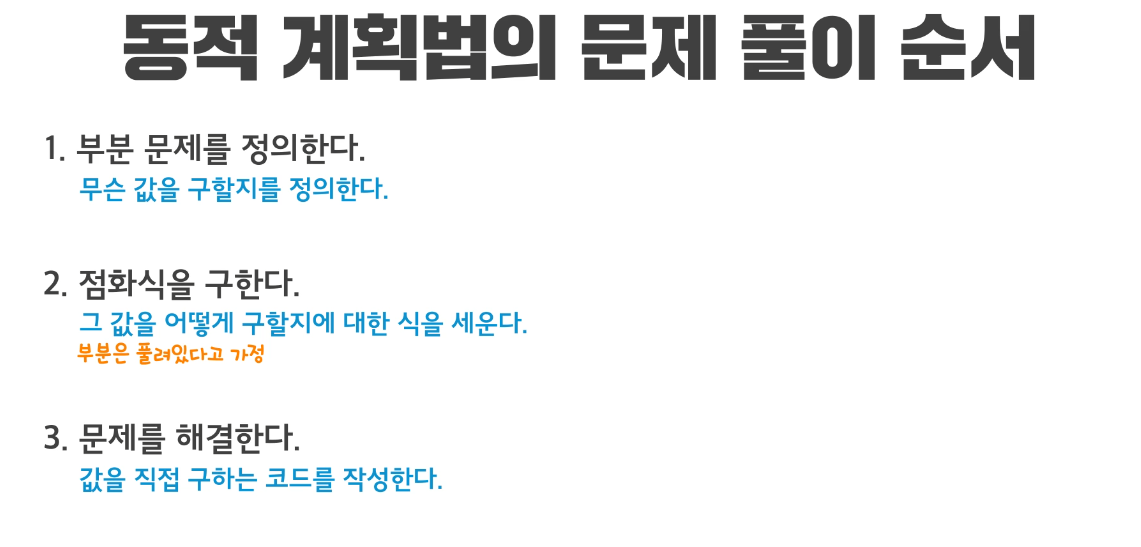 동적 계획법의 문제 풀이 순서
1. 부분 문제를 정의한다.
무슨 값을 구할지를 정의한다.
2. 점화식을 구한다.
그 값을 어떻게 구할지에 대한 식을 세운다.
부분은 풀려있다고 가정
3. 문제를 해결한다.
값을 직접 구하는 코드를 작성한다.